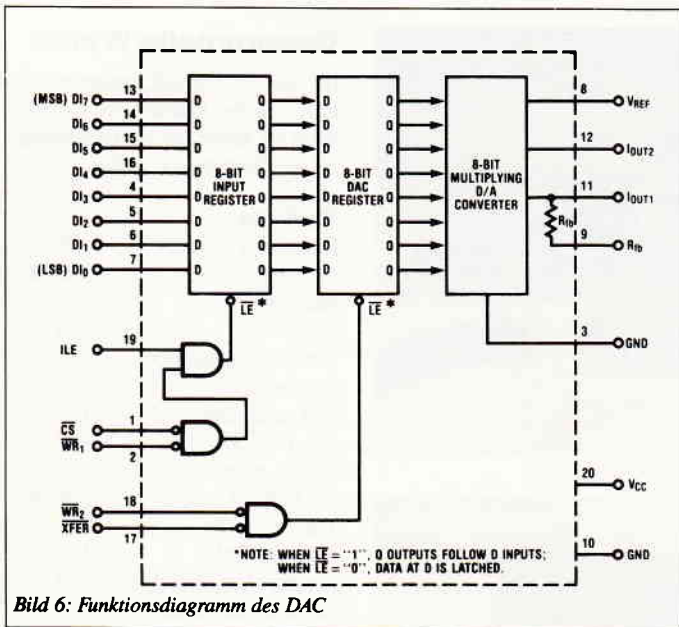 (MSB) DI7 13 D Q D Q 8 VREF
DI6 14
DI5 15 12 IOUT2
DI4 16 D 8-BIT INPUT REGISTER Q D 8-BIT DAC REGISTER Q 8-BIT MULTIPLYING D/A CONVERTER
DI3 4 D Q D Q 11 IOUT1
DI2 5 Rfb
DI1 6 9 Rfb
(LSB) DI0 7 D Q D Q
LE * LE *
3 GND
ILE 19
CS 1
WR1 2
20 VCC
WR2 18
XFER 17
10 GND
*NOTE: WHEN LE = "1", Q OUTPUTS FOLLOW D INPUTS;
WHEN LE = "0", DATA AT D IS LATCHED.
Bild 6: Funktionsdiagramm des DAC